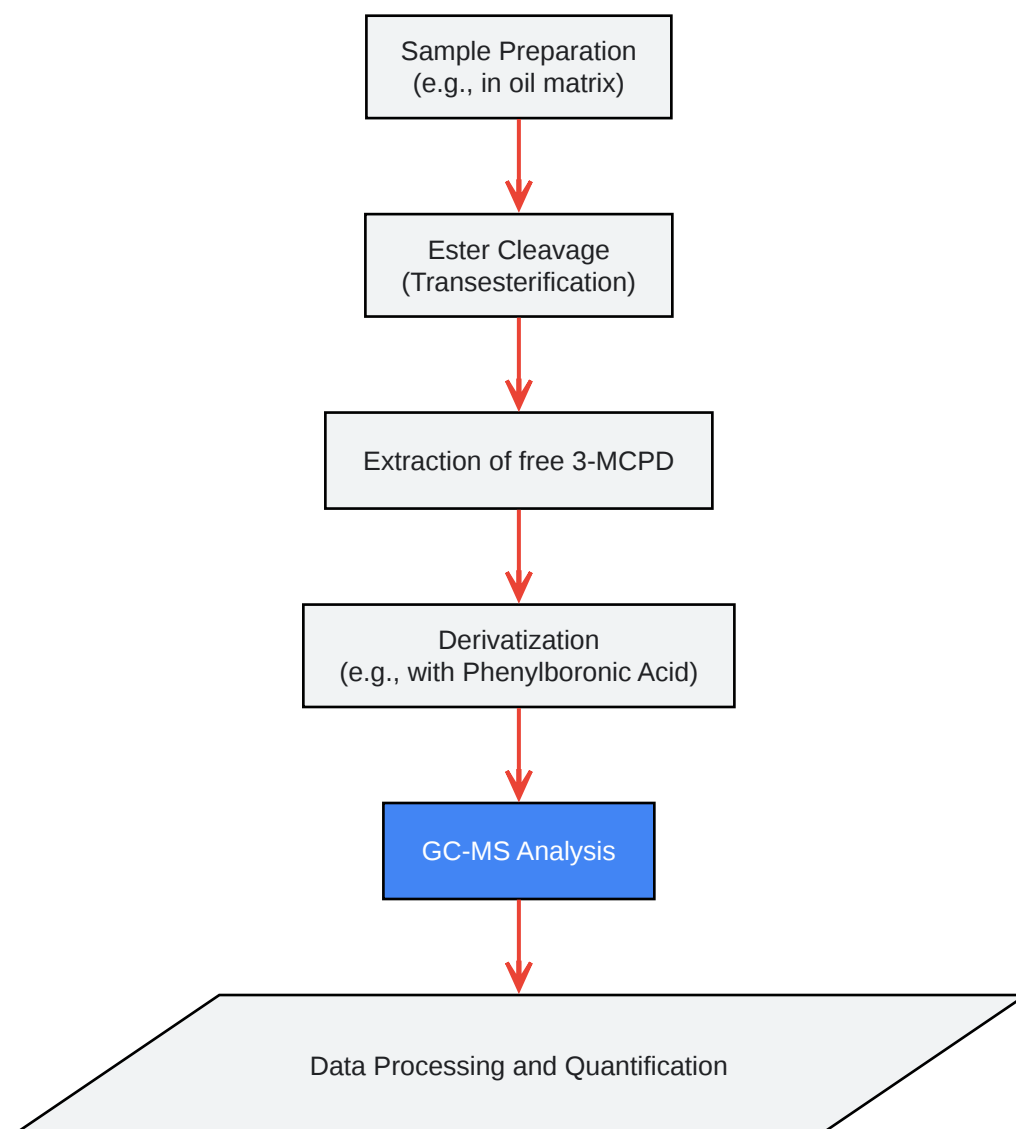 Sample Preparation
(e.g., in oil matrix)
Ester Cleavage
(Transesterification)
Extraction of free 3-MCPD
Derivatization
(e.g., with Phenylboronic Acid)
GC-MS Analysis
Data Processing and Quantification